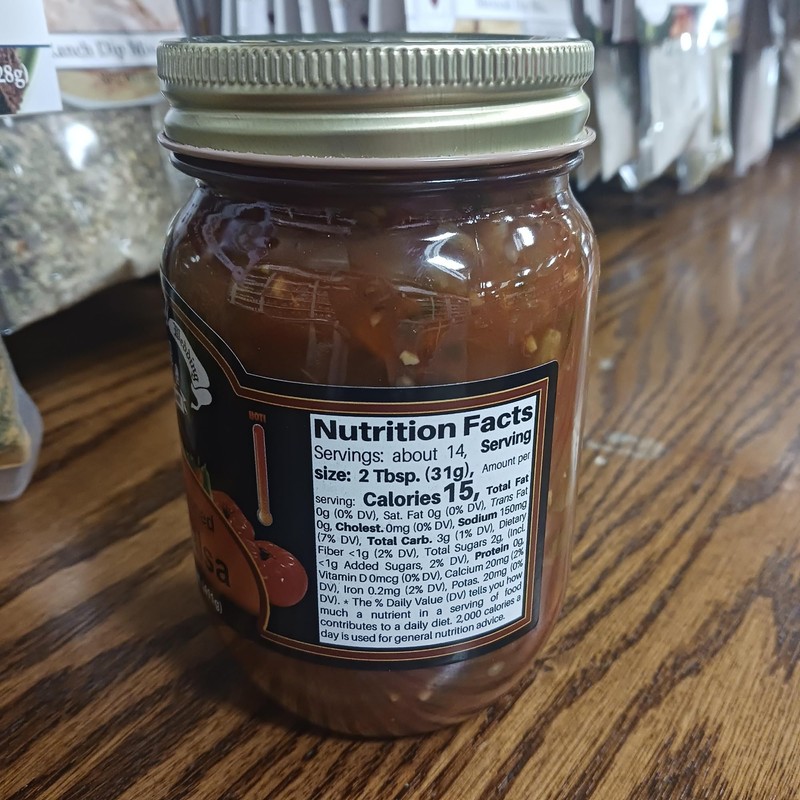 28g)
Ranch Dip Mi
HOT!
Nutrition Facts
Servings: about 14, Serving
size: 2 Tbsp. (31g), Amount per
serving: Calories 15, Total Fat
0g (0% DV), Sat. Fat 0g (0% DV), Trans Fat
0g, Cholest. 0mg (0% DV), Sodium 150mg
(7% DV), Total Carb. 3g (1% DV), Dietary
Fiber <1g (2% DV), Total Sugars 2g, (Incl.
<1g Added Sugars, 2% DV), Protein 0g,
Vitamin D 0mcg (0% DV), Calcium 20mg (2%
DV), Iron 0.2mg (2% DV), Potas. 20mg (0%
DV). * The % Daily Value (DV) tells you how
much a nutrient in a serving of food
contributes to a daily diet. 2,000 calories a
day is used for general nutrition advice.
ed
sa